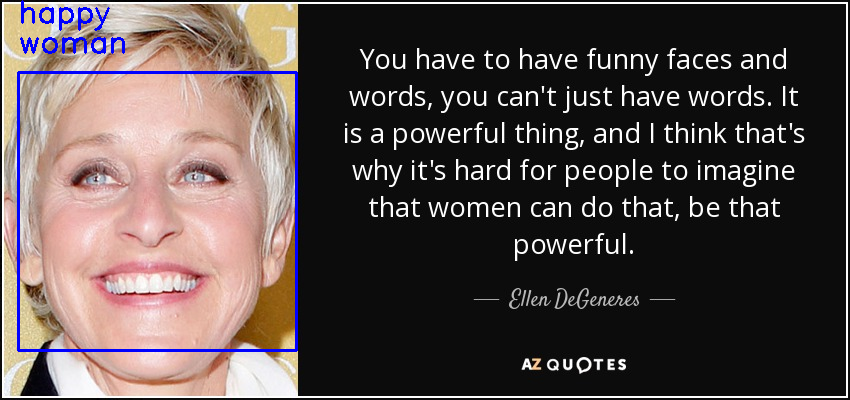 happy
woman
You have to have funny faces and
words, you can't just have words. It
is a powerful thing, and I think that's
why it's hard for people to imagine
that women can do that, be that
powerful.
Ellen DeGeneres
AZ QUOTES